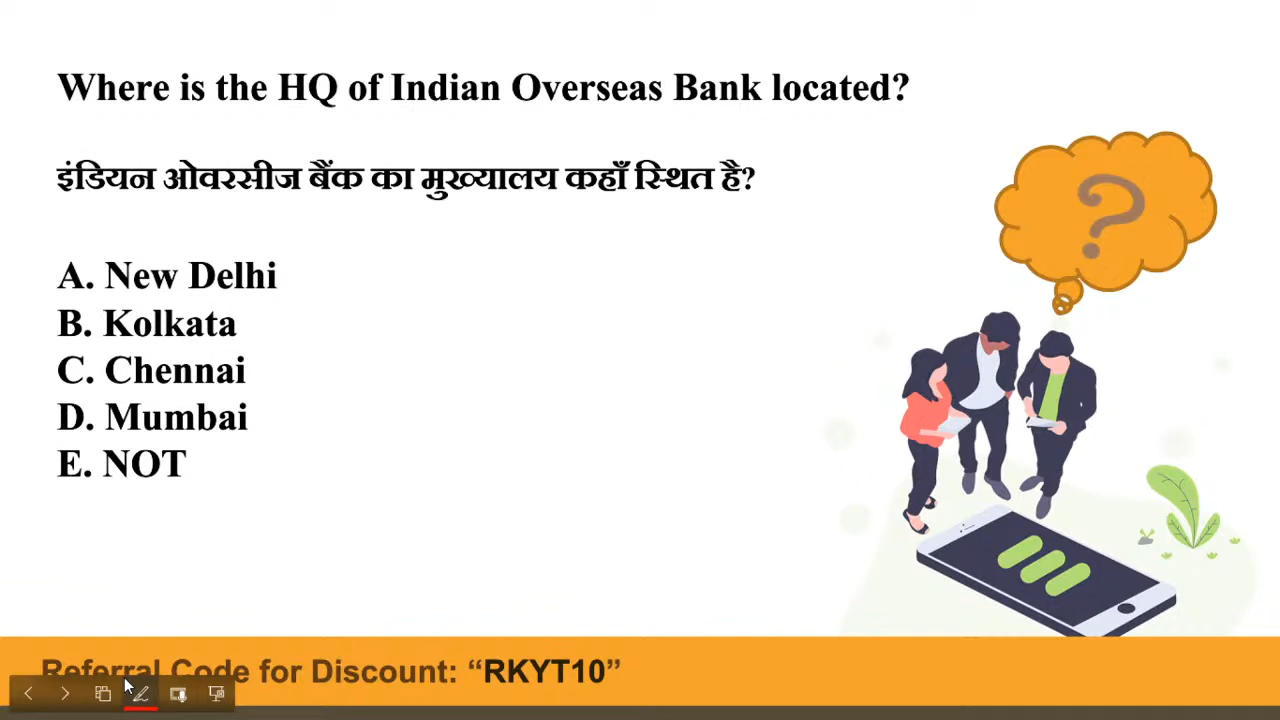 Where is the HQ of Indian Overseas Bank located?
इंडियन ओवरसीज बैंक का मुख्यालय कहाँ स्थित है?
A. New Delhi
B. Kolkata
C. Chennai
D. Mumbai
E. NOT
Referral Code for Discount: “RKYT10”